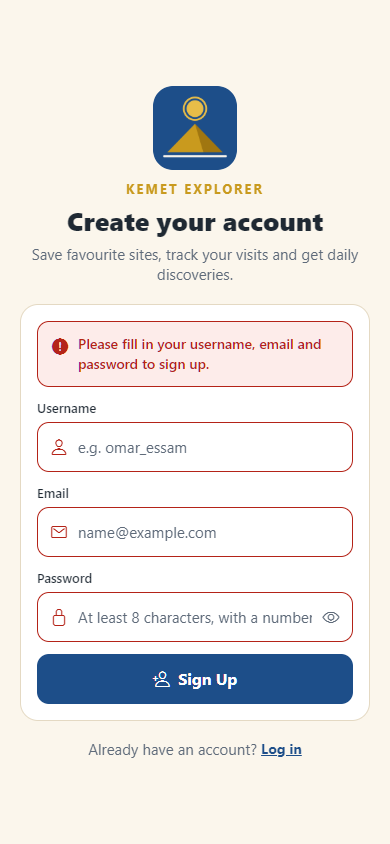 KEMET EXPLORER
Create your account
Save favourite sites, track your visits and get daily
discoveries.
Please fill in your username, email and
password to sign up.
Username
e.g. omar_essam
Email
name@example.com
Password
At least 8 characters, with a number
Sign Up
Already have an account? Log in